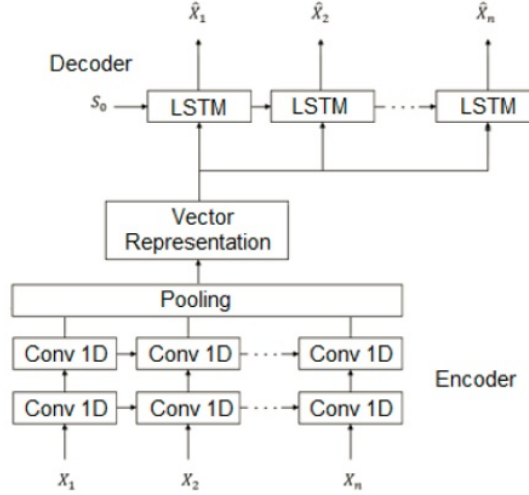 X̂₁ X̂₂ X̂ₙ
Decoder
S₀ LSTM LSTM LSTM
Vector
Representation
Pooling
Conv 1D Conv 1D Conv 1D
Encoder
Conv 1D Conv 1D Conv 1D
X₁ X₂ Xₙ